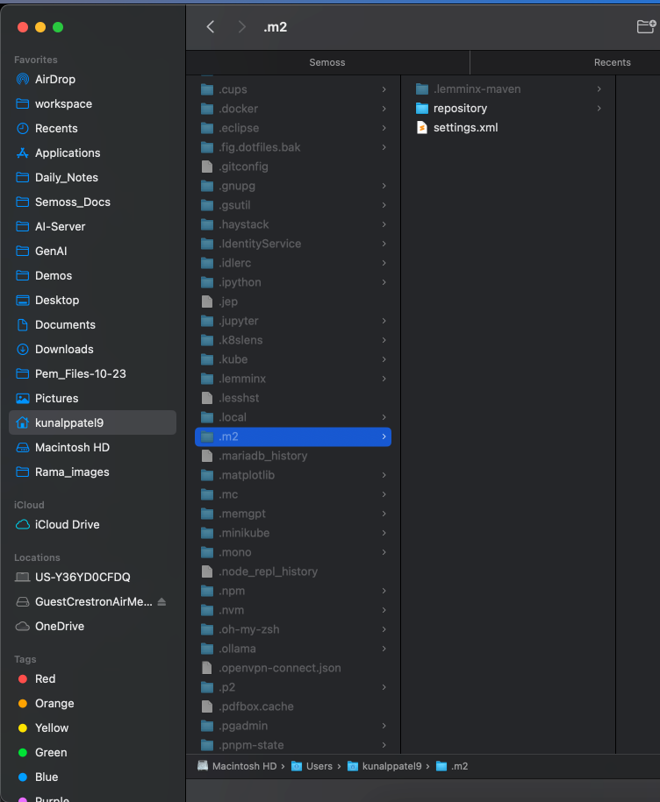 .m2
Semoss
Recents
Favorites
AirDrop
workspace
Recents
Applications
Daily_Notes
Semoss_Docs
AI-Server
GenAI
Demos
Desktop
Documents
Downloads
Pem_Files-10-23
Pictures
kunalppatel9
Macintosh HD
Rama_images
iCloud
iCloud Drive
Locations
US-Y36YD0CFDQ
GuestCrestronAirMe...
OneDrive
Tags
Red
Orange
Yellow
Green
Blue
Purple
.cups
.docker
.eclipse
.fig.dotfiles.bak
.gitconfig
.gnupg
.gsutil
.haystack
.IdentityService
.idlerc
.ipython
.jep
.jupyter
.k8slens
.kube
.lemminx
.lesshst
.local
.m2
.mariadb_history
.matplotlib
.mc
.memgpt
.minikube
.mono
.node_repl_history
.npm
.nvm
.oh-my-zsh
.ollama
.openvpn-connect.json
.p2
.pdfbox.cache
.pgadmin
.pnpm-state
.lemminx-maven
repository
settings.xml
Macintosh HD › Users › kunalppatel9 › .m2